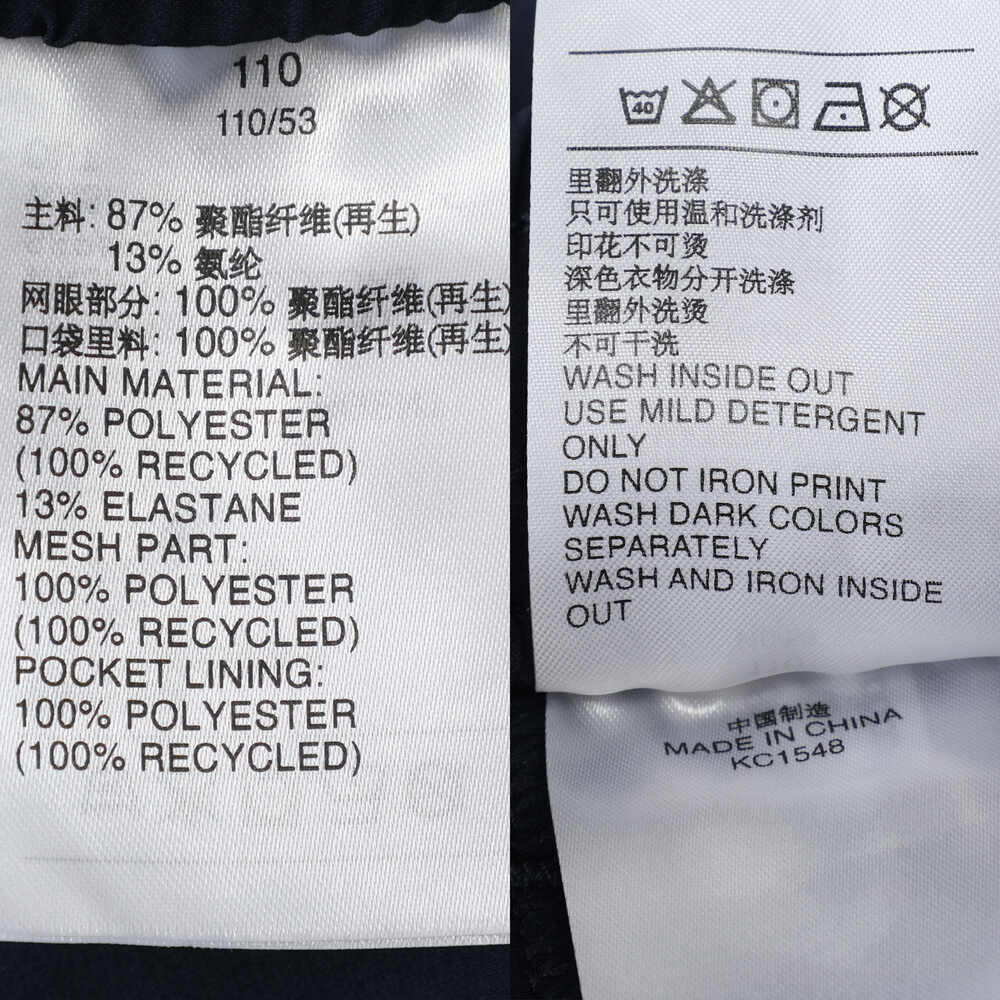 110
110/53
主料: 87% 聚酯纤维(再生)
13% 氨纶
网眼部分: 100% 聚酯纤维(再生)
口袋里料: 100% 聚酯纤维(再生)
MAIN MATERIAL:
87% POLYESTER
(100% RECYCLED)
13% ELASTANE
MESH PART:
100% POLYESTER
(100% RECYCLED)
POCKET LINING:
100% POLYESTER
(100% RECYCLED)
40
里翻外洗涤
只可使用温和洗涤剂
印花不可烫
深色衣物分开洗涤
里翻外洗烫
不可干洗
WASH INSIDE OUT
USE MILD DETERGENT
ONLY
DO NOT IRON PRINT
WASH DARK COLORS
SEPARATELY
WASH AND IRON INSIDE
OUT
中国制造
MADE IN CHINA
KC1548